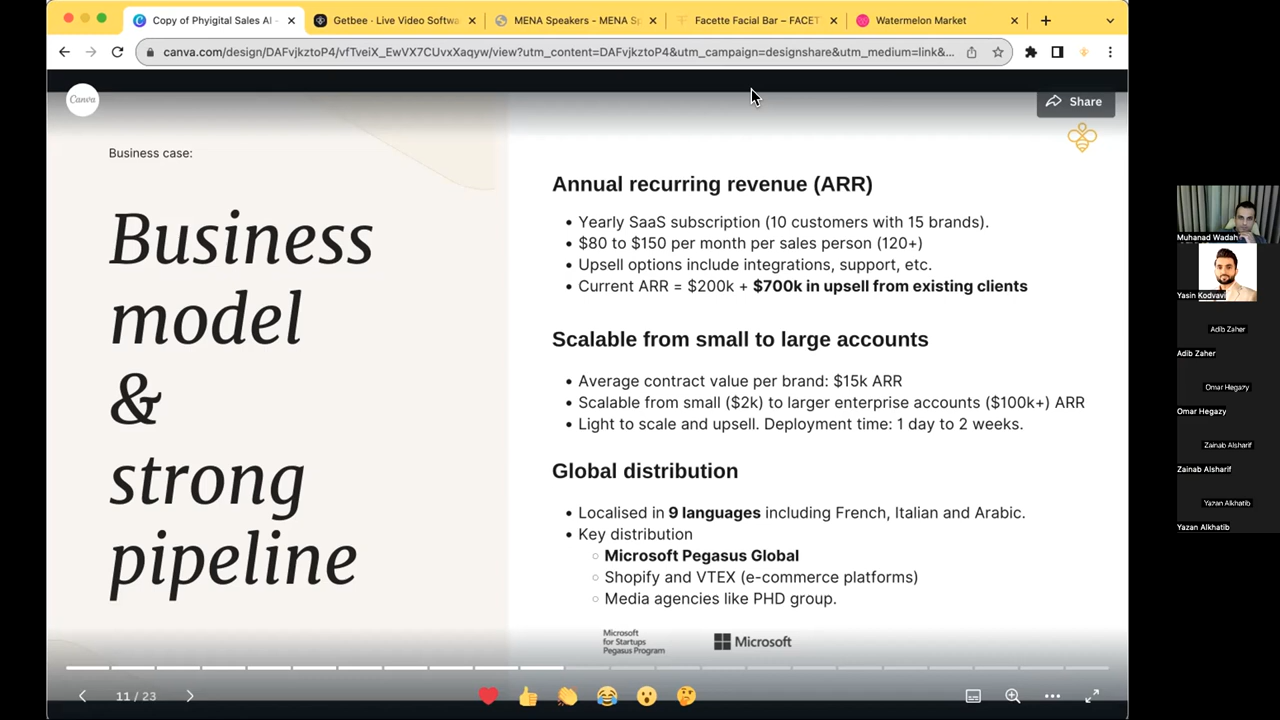 Copy of Phyigital Sales AI -
Getbee · Live Video Softwa
MENA Speakers - MENA Sp
Facette Facial Bar – FACET
Watermelon Market
canva.com/design/DAFvjkztoP4/vfTveiX_EwVX7CUvxXaqyw/view?utm_content=DAFvjkztoP4&utm_campaign=designshare&utm_medium=link&...
Canva
Share
Business case:
Business
model
&
strong
pipeline
Annual recurring revenue (ARR)
• Yearly SaaS subscription (10 customers with 15 brands).
• $80 to $150 per month per sales person (120+)
• Upsell options include integrations, support, etc.
• Current ARR = $200k + $700k in upsell from existing clients
Scalable from small to large accounts
• Average contract value per brand: $15k ARR
• Scalable from small ($2k) to larger enterprise accounts ($100k+) ARR
• Light to scale and upsell. Deployment time: 1 day to 2 weeks.
Global distribution
• Localised in 9 languages including French, Italian and Arabic.
• Key distribution
○ Microsoft Pegasus Global
○ Shopify and VTEX (e-commerce platforms)
○ Media agencies like PHD group.
Microsoft
for Startups
Pegasus Program
Microsoft
11 / 23
Muhanad Wadah
Yasin Kodvavi
Adib Zaher
Adib Zaher
Omar Hegazy
Omar Hegazy
Zainab Alsharif
Zainab Alsharif
Yazan Alkhatib
Yazan Alkhatib